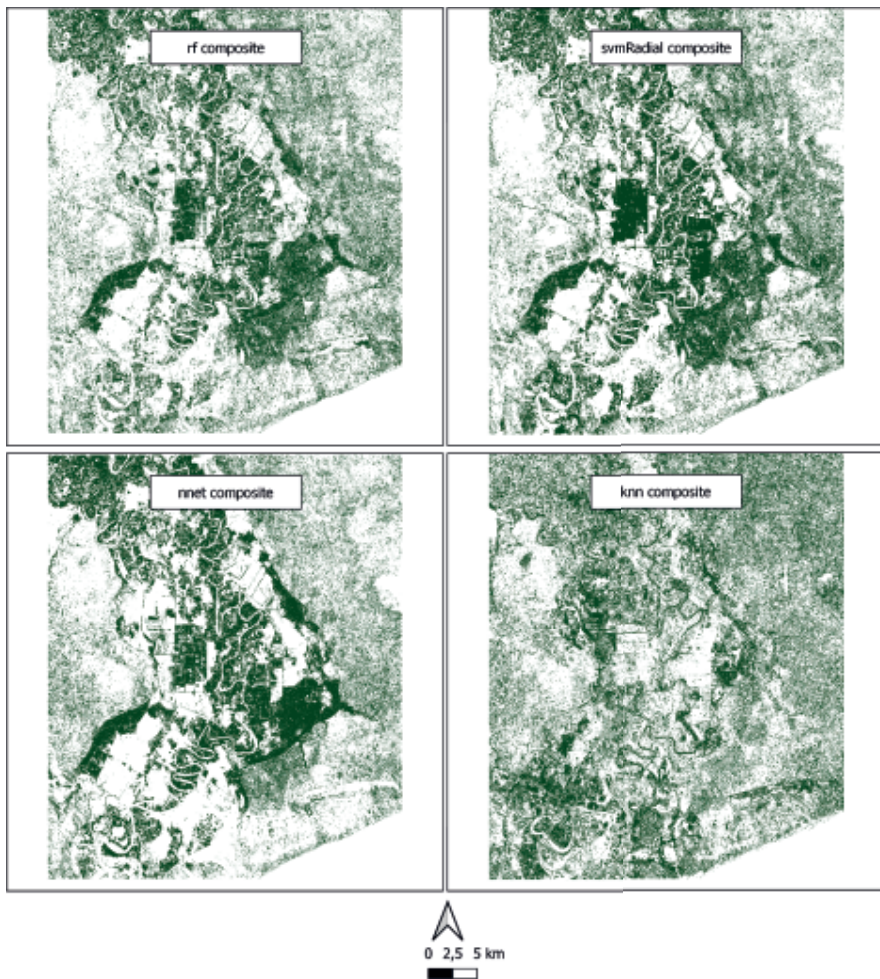 rf composite
svmRadial composite
nnet composite
knn composite
0 2,5 5 km